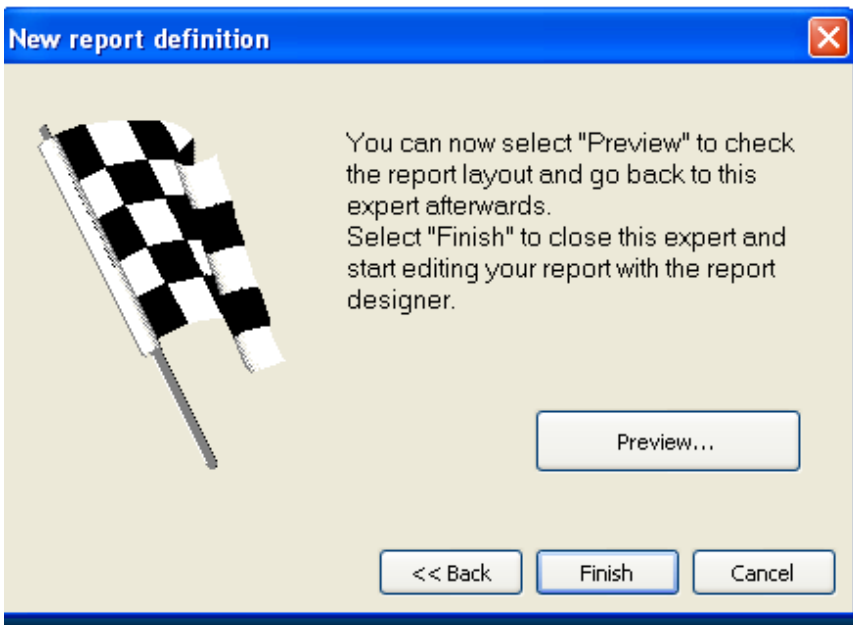 New report definition
You can now select "Preview" to check
the report layout and go back to this
expert afterwards.
Select "Finish" to close this expert and
start editing your report with the report
designer.
Preview...
<< Back
Finish
Cancel